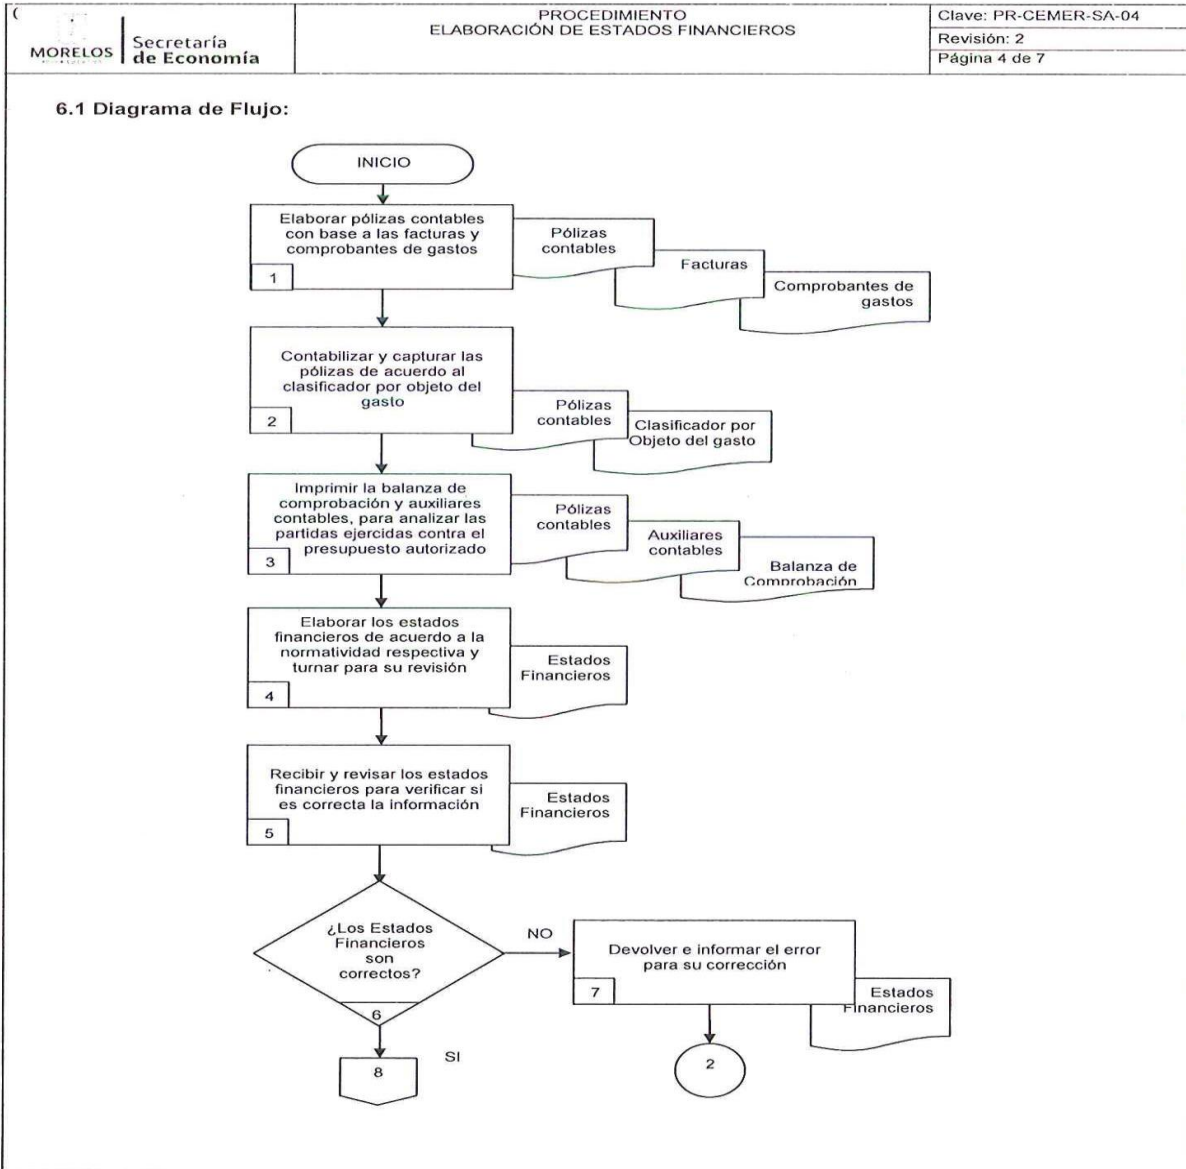 (
MORELOS
Secretaría
de Economía
PROCEDIMIENTO
ELABORACIÓN DE ESTADOS FINANCIEROS
Clave: PR-CEMER-SA-04
Revisión: 2
Página 4 de 7
6.1 Diagrama de Flujo:
INICIO
Elaborar pólizas contables
con base a las facturas y
comprobantes de gastos
1
Pólizas
contables
Facturas
Comprobantes de
gastos
Contabilizar y capturar las
pólizas de acuerdo al
clasificador por objeto del
gasto
2
Pólizas
contables
Clasificador por
Objeto del gasto
Imprimir la balanza de
comprobación y auxiliares
contables, para analizar las
partidas ejercidas contra el
presupuesto autorizado
3
Pólizas
contables
Auxiliares
contables
Balanza de
Comprobación
Elaborar los estados
financieros de acuerdo a la
normatividad respectiva y
turnar para su revisión
4
Estados
Financieros
Recibir y revisar los estados
financieros para verificar si
es correcta la información
5
Estados
Financieros
¿Los Estados
Financieros
son
correctos?
6
NO
Devolver e informar el error
para su corrección
7
Estados
Financieros
SI
8
2